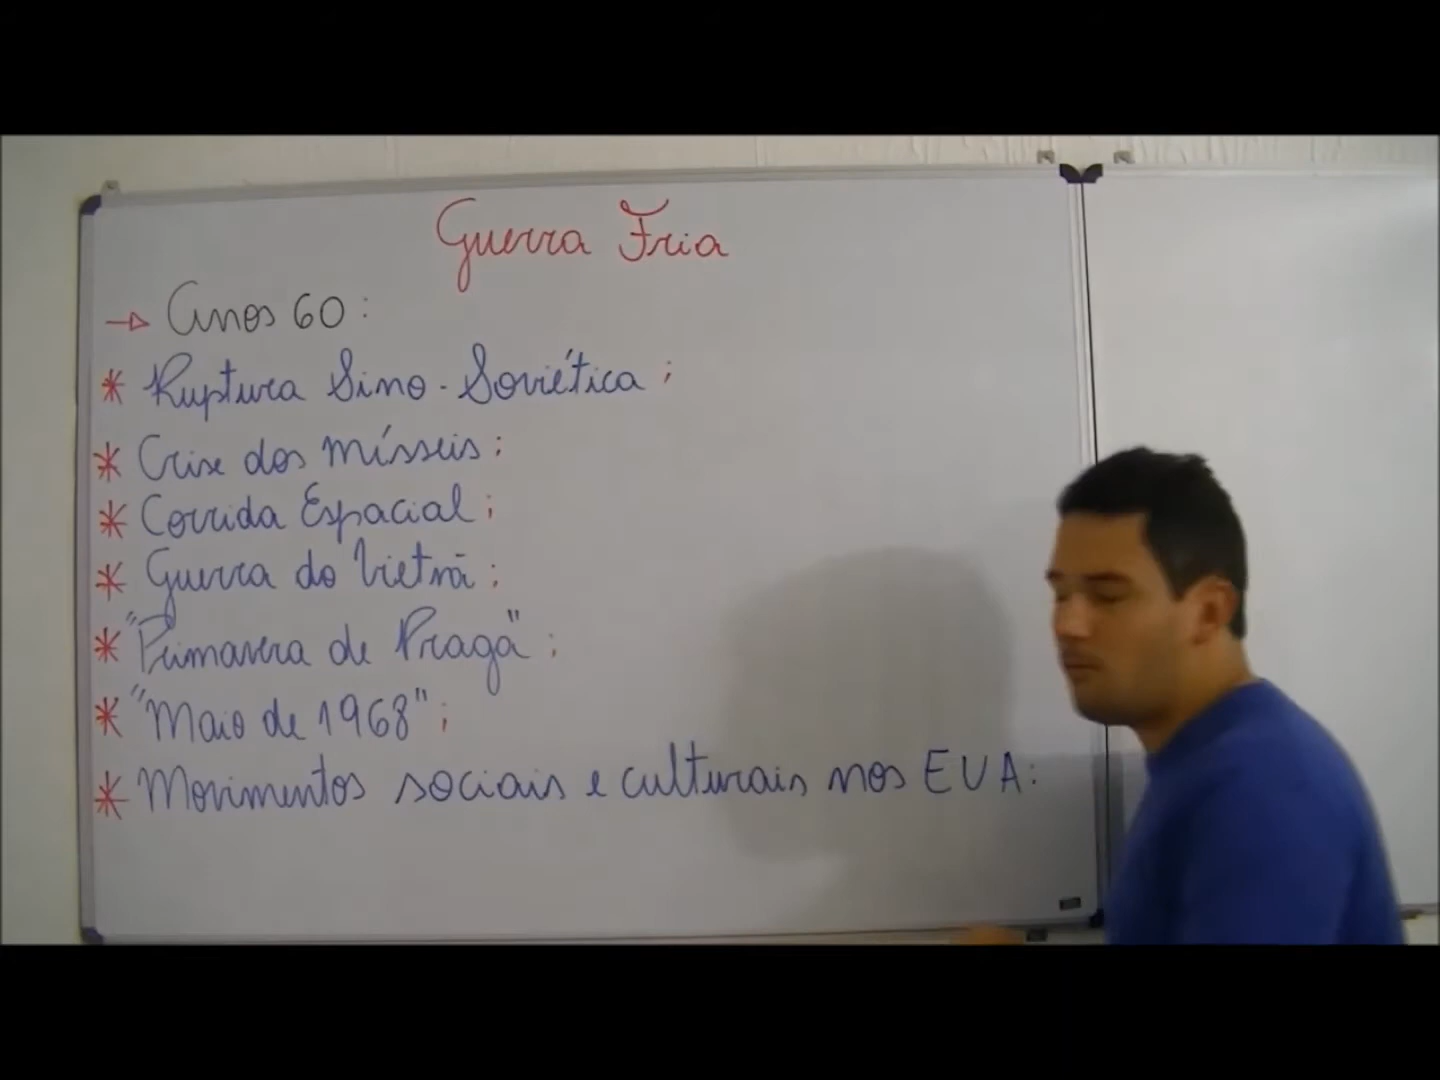 Guerra Fria
→ Anos 60:
* Ruptura Sino-Soviética;
* Crise dos mísseis;
* Corrida Espacial;
* Guerra do Vietnã;
* "Primavera de Praga";
* "Maio de 1968";
* Movimentos sociais e culturais nos EUA: